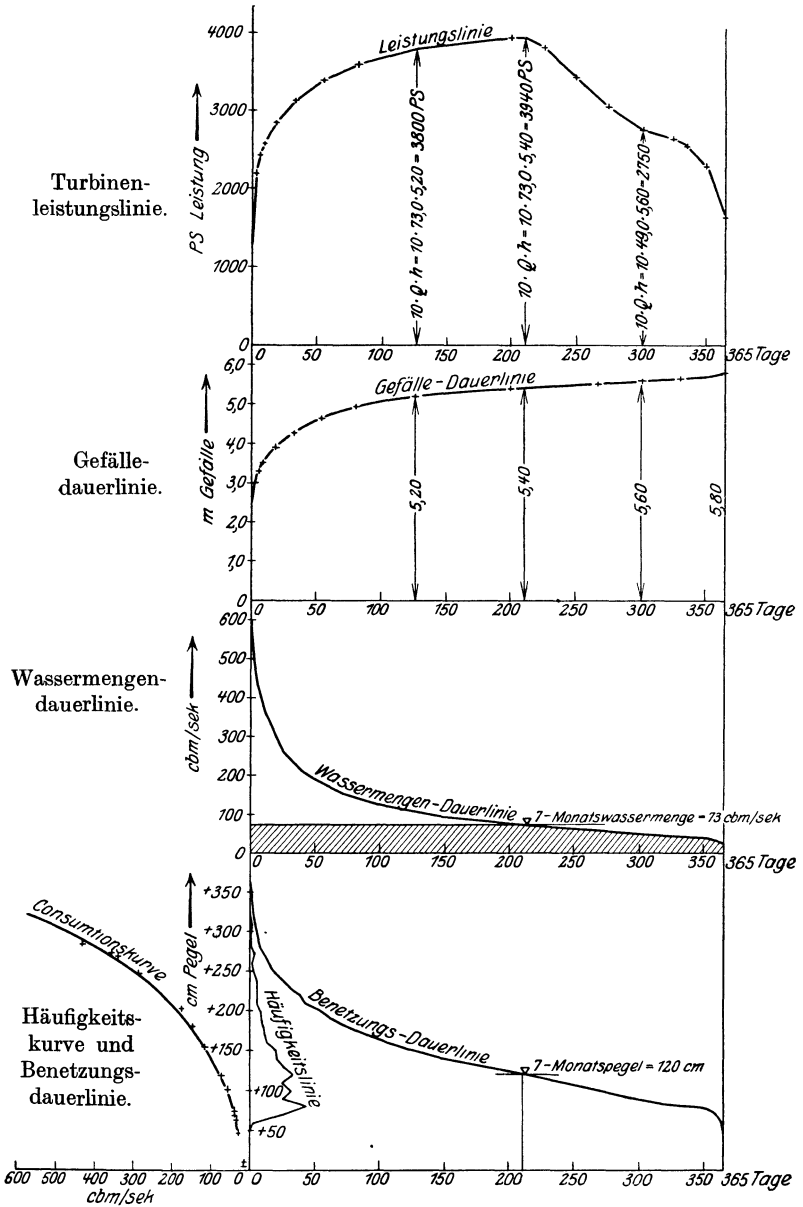 4000
3000
2000
1000
0
PS Leistung
Turbinen-
leistungslinie.
Leistungslinie
10·Q·h=10·73,0·5,20=3800PS
10·Q·h=10·73,0·5,40=3940PS
10·Q·h=10·49,0·5,60=2750
0 50 100 150 200 250 300 350 365 Tage
6,0
5,0
4,0
3,0
2,0
1,0
0
m Gefälle
Gefälle-
dauerlinie.
Gefälle-Dauerlinie
5,20
5,40
5,60
5,80
0 50 100 150 200 250 300 350 365 Tage
600
500
400
300
200
100
0
cbm/sek
Wassermengen-
dauerlinie.
Wassermengen-Dauerlinie
7-Monatswassermenge=73 cbm/sek
0 50 100 150 200 250 300 350 365 Tage
+350
+300
+250
+200
+150
+100
+50
±
cm Pegel
Consumtionskurve
Häufigkeits-
kurve und
Benetzungs-
dauerlinie.
Häufigkeitslinie
Benetzungs-Dauerlinie
7-Monatspegel=120 cm
600 500 400 300 200 100 0
cbm/sek
0 50 100 150 200 250 300 350 365 Tage